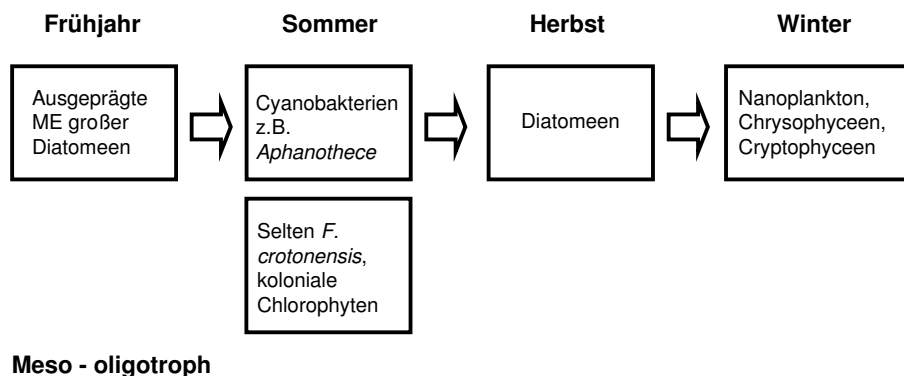 Frühjahr
Sommer
Herbst
Winter
Ausgeprägte
ME großer
Diatomeen
Cyanobakterien
z.B.
Aphanothece
Diatomeen
Nanoplankton,
Chrysophyceen,
Cryptophyceen
Selten F.
crotonensis,
koloniale
Chlorophyten
Meso - oligotroph